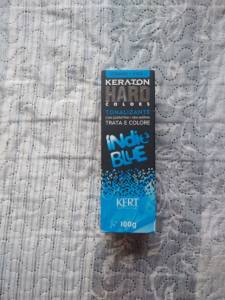 KERATON
HARD
COLORS
TONALIZANTE
TRATA E COLORE
INDIE
BLUE
KERT
100g